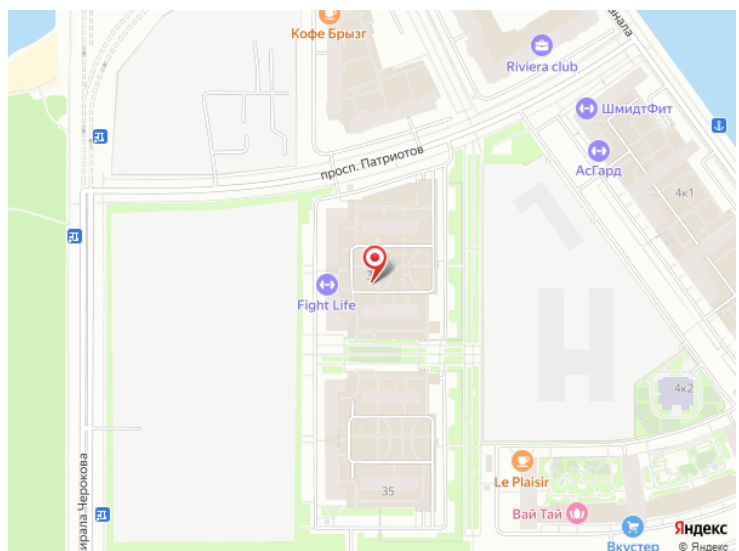 Кофе Брызг
Riviera club
ШмидтФит
АсГард
просп. Патриотов
4к1
Fight Life
4к2
Le Plaisir
35
Вай Тай
Вкустер
Яндекс
© Яндекс